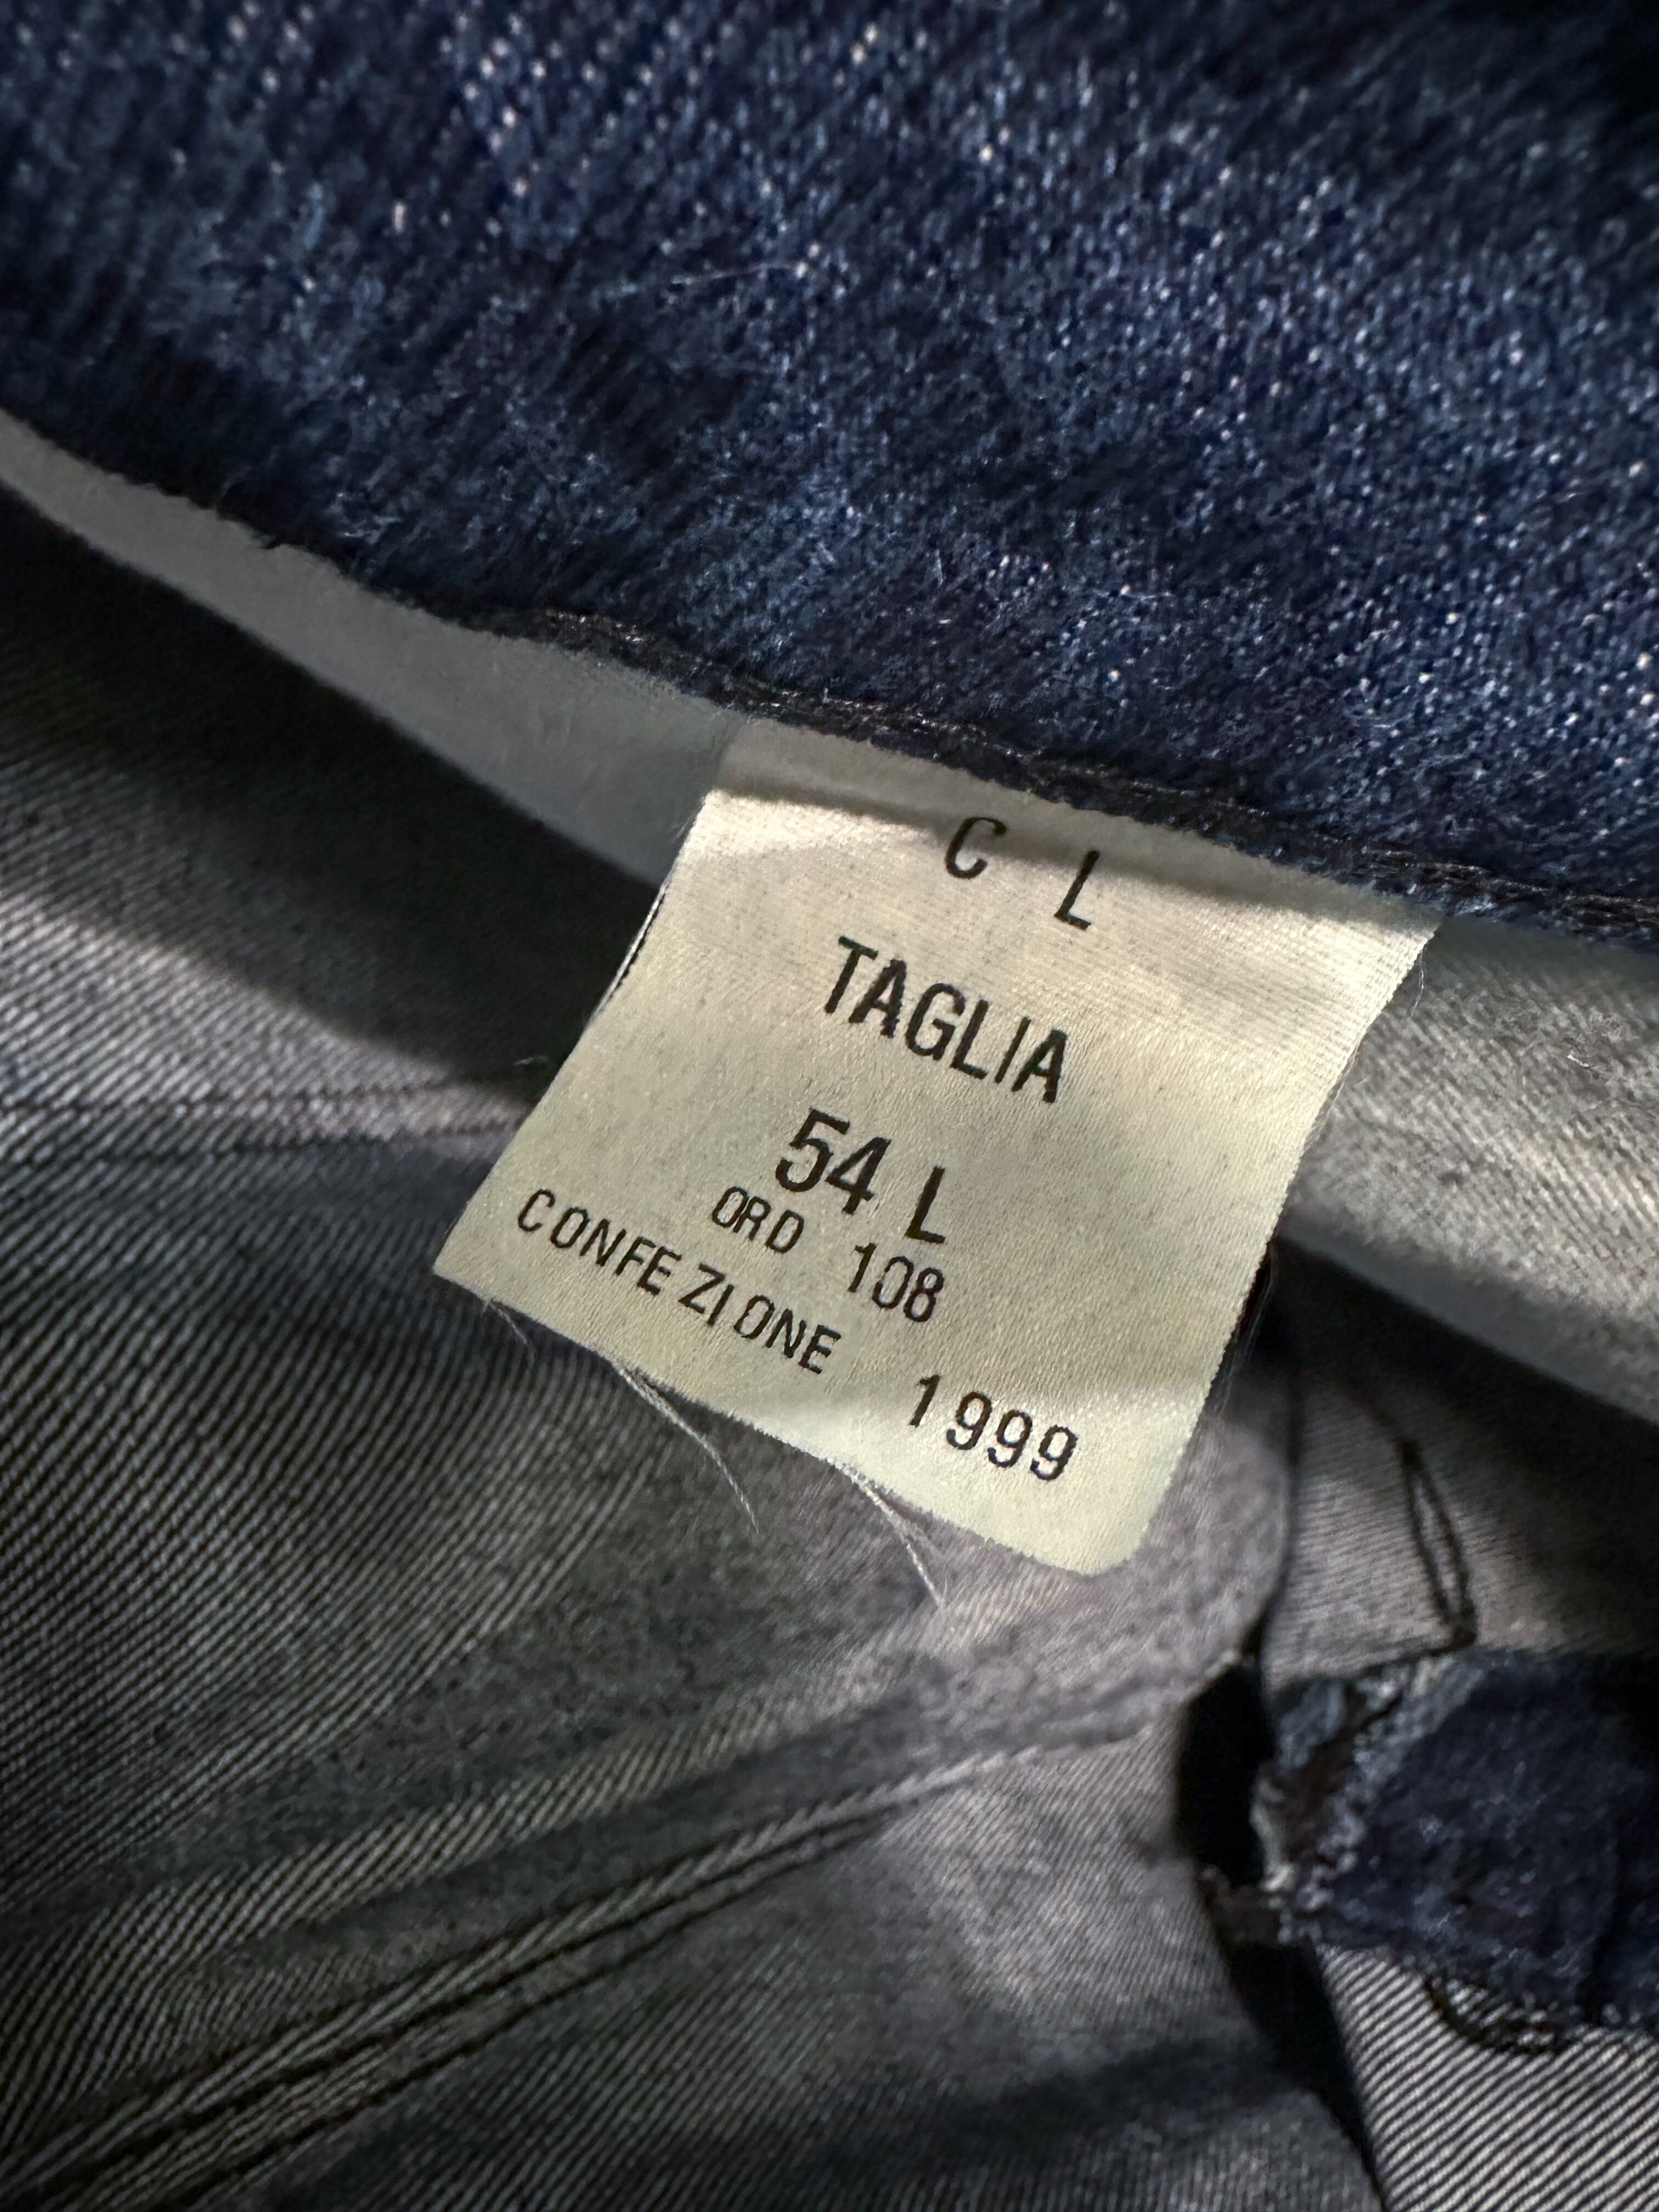 C L
TAGLIA
54 L
ORD 108
CONFEZIONE 1999